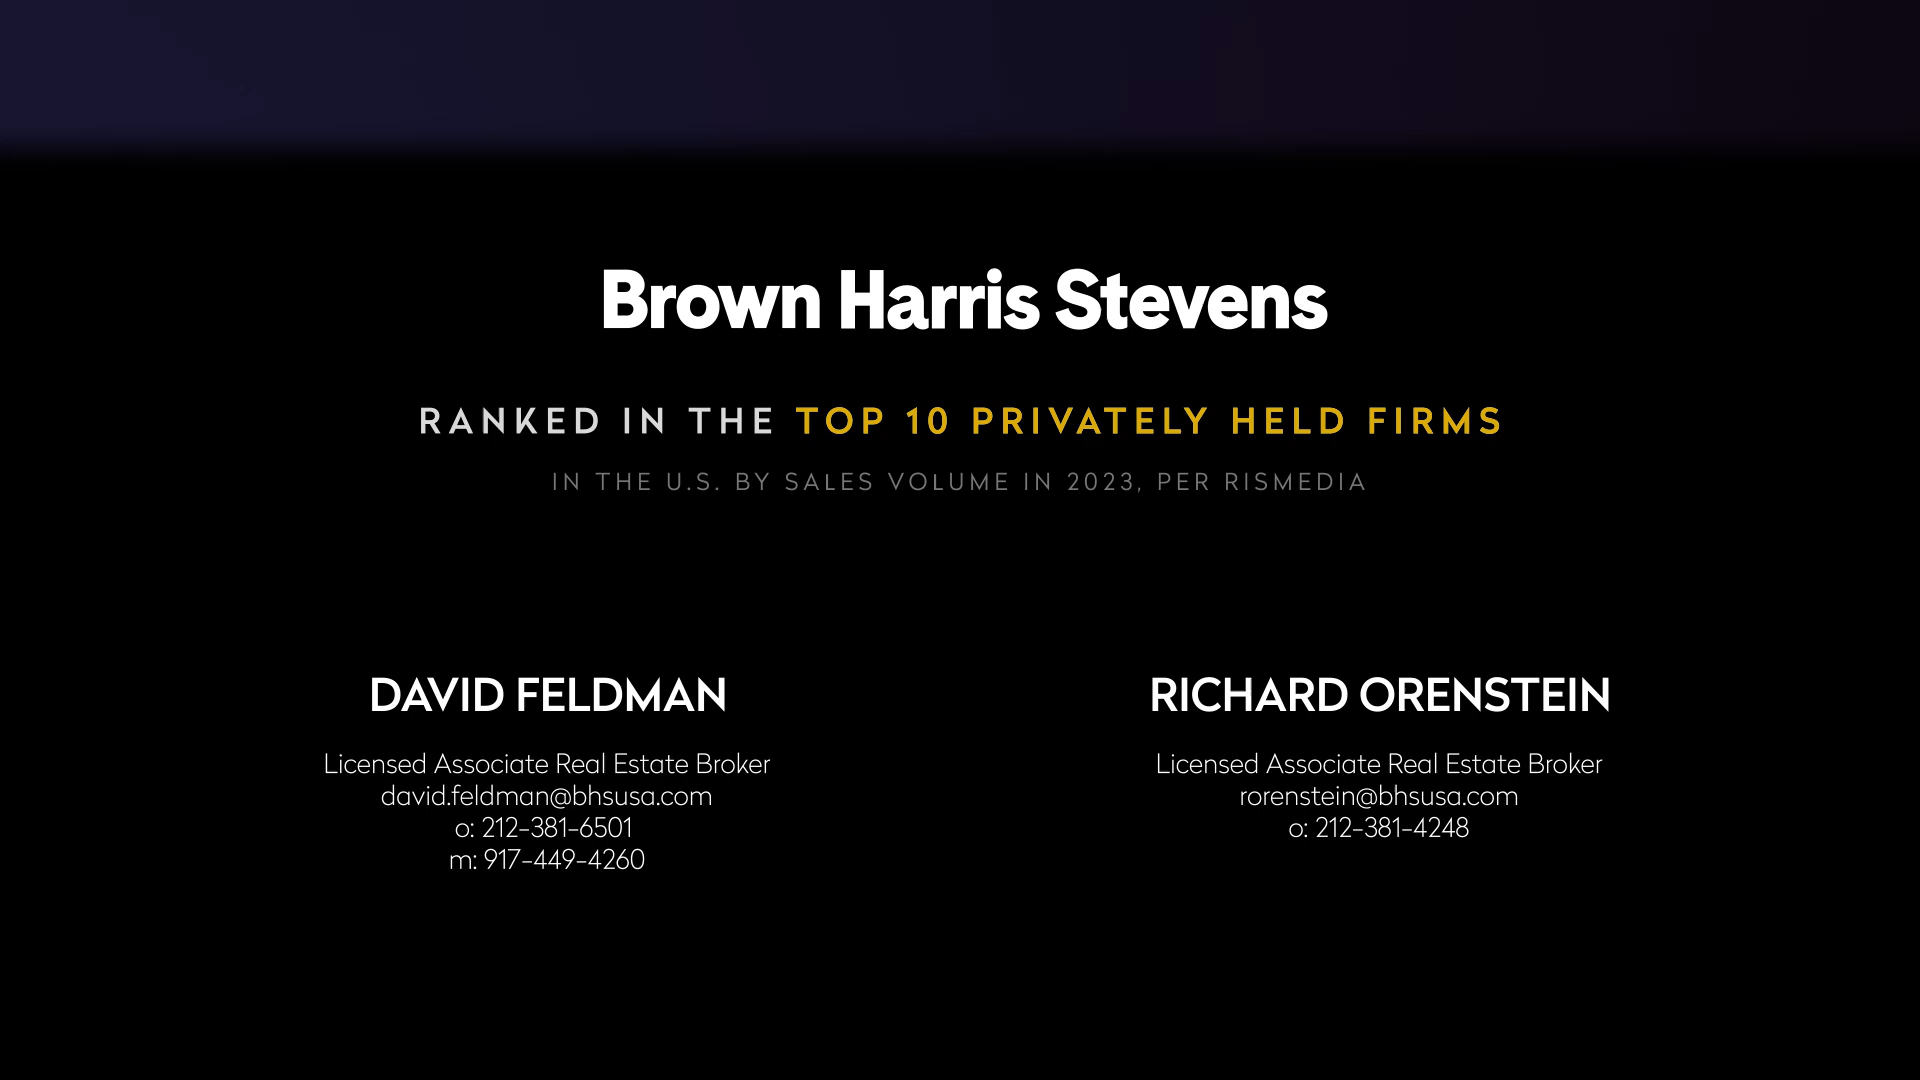 Brown Harris Stevens
RANKED IN THE TOP 10 PRIVATELY HELD FIRMS
IN THE U.S. BY SALES VOLUME IN 2023, PER RISMEDIA
DAVID FELDMAN
Licensed Associate Real Estate Broker
david.feldman@bhsusa.com
o: 212-381-6501
m: 917-449-4260
RICHARD ORENSTEIN
Licensed Associate Real Estate Broker
rorenstein@bhsusa.com
o: 212-381-4248